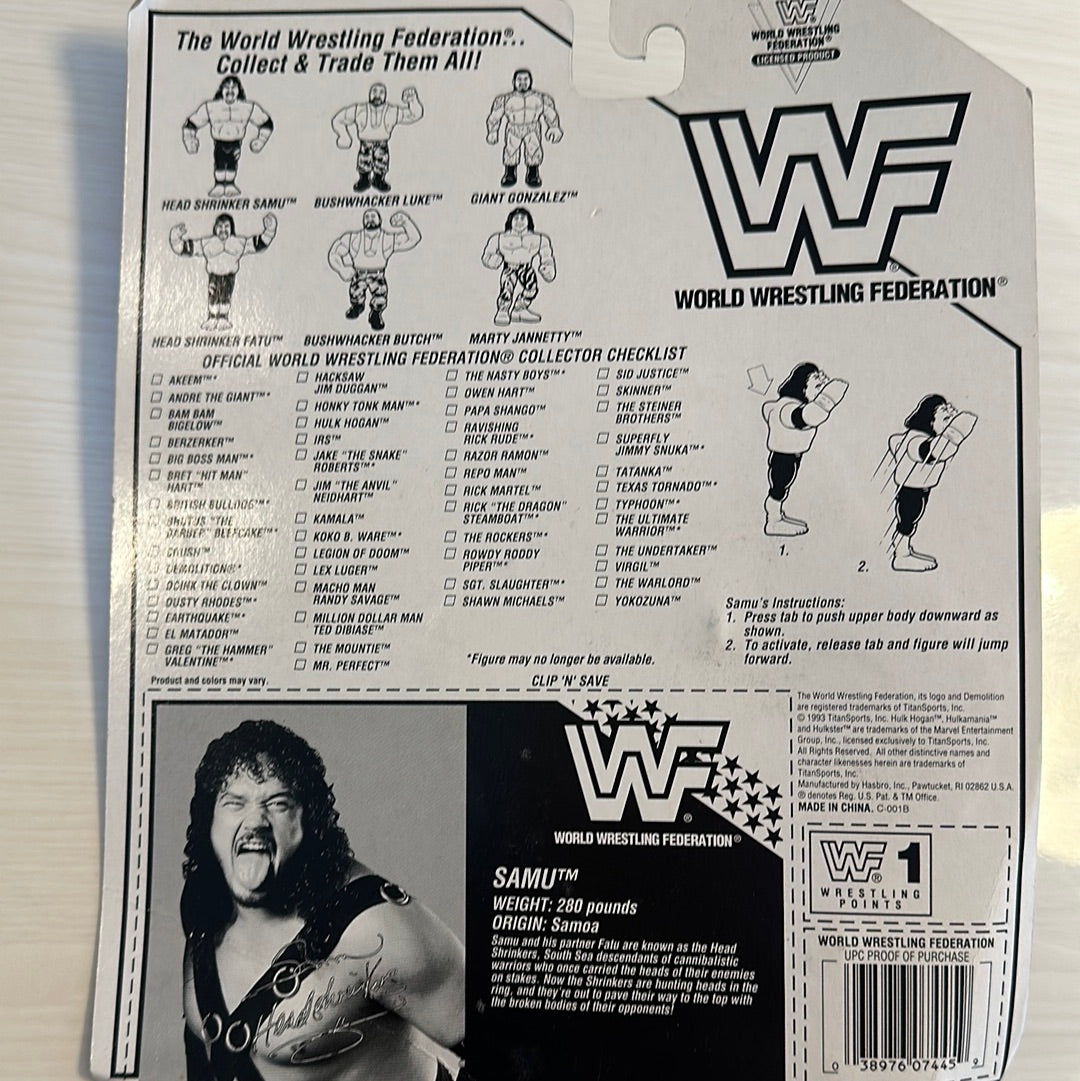 The World Wrestling Federation®...
Collect & Trade Them All!
WF
WORLD WRESTLING
FEDERATION®
LICENSED PRODUCT
HEAD SHRINKER SAMU™
BUSHWHACKER LUKE™
GIANT GONZALEZ™
HEAD SHRINKER FATU™
BUSHWHACKER BUTCH™
MARTY JANNETTY™
WF®
WORLD WRESTLING FEDERATION®
OFFICIAL WORLD WRESTLING FEDERATION® COLLECTOR CHECKLIST
AKEEM™*
ANDRE THE GIANT™*
BAM BAM
BIGELOW™
BERZERKER™
BIG BOSS MAN™*
BRET "HIT MAN"
HART™
BRITISH BULLDOG™*
BRUTUS "THE
BARBER" BEEFCAKE™*
CRUSH™
DEMOLITION®*
DOINK THE CLOWN™
DUSTY RHODES™*
EARTHQUAKE™*
EL MATADOR™
GREG "THE HAMMER"
VALENTINE™*
HACKSAW
JIM DUGGAN™
HONKY TONK MAN™*
HULK HOGAN™
IRS™
JAKE "THE SNAKE"
ROBERTS™*
JIM "THE ANVIL"
NEIDHART™
KAMALA™
KOKO B. WARE™*
LEGION OF DOOM™
LEX LUGER™
MACHO MAN
RANDY SAVAGE™
MILLION DOLLAR MAN
TED DIBIASE™
THE MOUNTIE™
MR. PERFECT™
THE NASTY BOYS™*
OWEN HART™
PAPA SHANGO™
RAVISHING
RICK RUDE™*
RAZOR RAMON™
REPO MAN™
RICK MARTEL™
RICK "THE DRAGON"
STEAMBOAT™*
THE ROCKERS™*
ROWDY RODDY
PIPER™*
SGT. SLAUGHTER™*
SHAWN MICHAELS™
SID JUSTICE™
SKINNER™
THE STEINER
BROTHERS™
SUPERFLY
JIMMY SNUKA™*
TATANKA™
TEXAS TORNADO™*
TYPHOON™*
THE ULTIMATE
WARRIOR™*
THE UNDERTAKER™
VIRGIL™
THE WARLORD™
YOKOZUNA™
*Figure may no longer be available.
Product and colors may vary.
CLIP 'N' SAVE
1.
2.
Samu's Instructions:
1. Press tab to push upper body downward as
shown.
2. To activate, release tab and figure will jump
forward.
The World Wrestling Federation, its logo and Demolition
are registered trademarks of TitanSports, Inc.
© 1993 TitanSports, Inc. Hulk Hogan™, Hulkamania™
and Hulkster™ are trademarks of the Marvel Entertainment
Group, Inc., licensed exclusively to TitanSports, Inc.
All Rights Reserved. All other distinctive names and
character likenesses herein are trademarks of
TitanSports, Inc.
Manufactured by Hasbro, Inc., Pawtucket, RI 02862 U.S.A.
® denotes Reg. U.S. Pat. & TM Office.
MADE IN CHINA. C-001B
WF®
WORLD WRESTLING FEDERATION®
SAMU™
WEIGHT: 280 pounds
ORIGIN: Samoa
Samu and his partner Fatu are known as the Head
Shrinkers, South Sea descendants of cannibalistic
warriors who once carried the heads of their enemies
on stakes. Now the Shrinkers are hunting heads in the
ring, and they're out to pave their way to the top with
the broken bodies of their opponents!
Headshrinker
WF® 1
WRESTLING
POINTS
WORLD WRESTLING FEDERATION
UPC PROOF OF PURCHASE
0 38976 07445 9